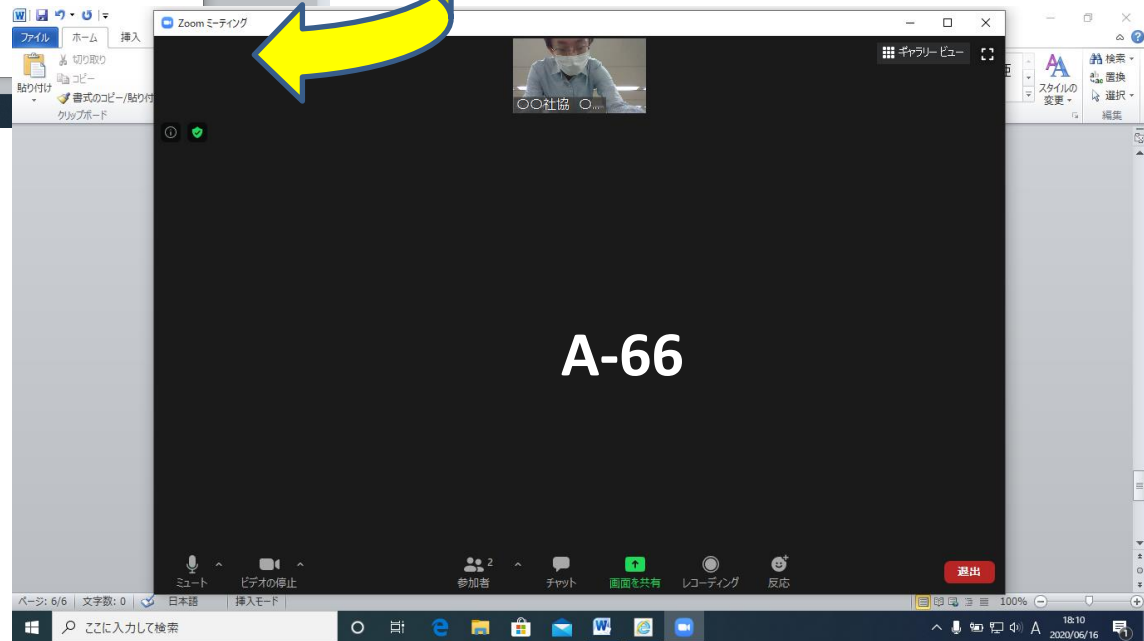 Zoom ミーティング
ファイル
ホーム
挿入
切り取り
コピー
貼り付け
書式のコピー/貼り付
クリップボード
ギャラリー ビュー
〇〇社協 〇...
スタイルの
変更
検索
置換
選択
編集
A-66
ミュート
ビデオの停止
2
参加者
チャット
画面を共有
レコーディング
反応
退出
ページ: 6/6
文字数: 0
日本語
挿入モード
100%
ここに入力して検索
A
18:10
2020/06/16